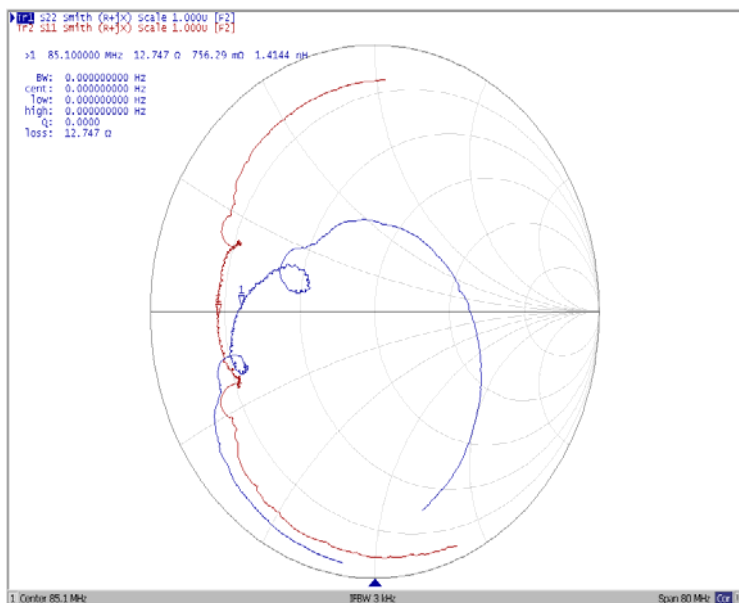 Tr1 S22 Smith (R+jX) Scale 1.000U [F2]
Tr2 S11 Smith (R+jX) Scale 1.000U [F2]
>1 85.100000 MHz 12.747 Ω 756.29 mΩ 1.4144 nH
BW: 0.000000000 Hz
cent: 0.000000000 Hz
low: 0.000000000 Hz
high: 0.000000000 Hz
Q: 0.0000
loss: 12.747 Ω
1
1 Center 85.1 MHz IFBW 3 kHz Span 80 MHz Cor